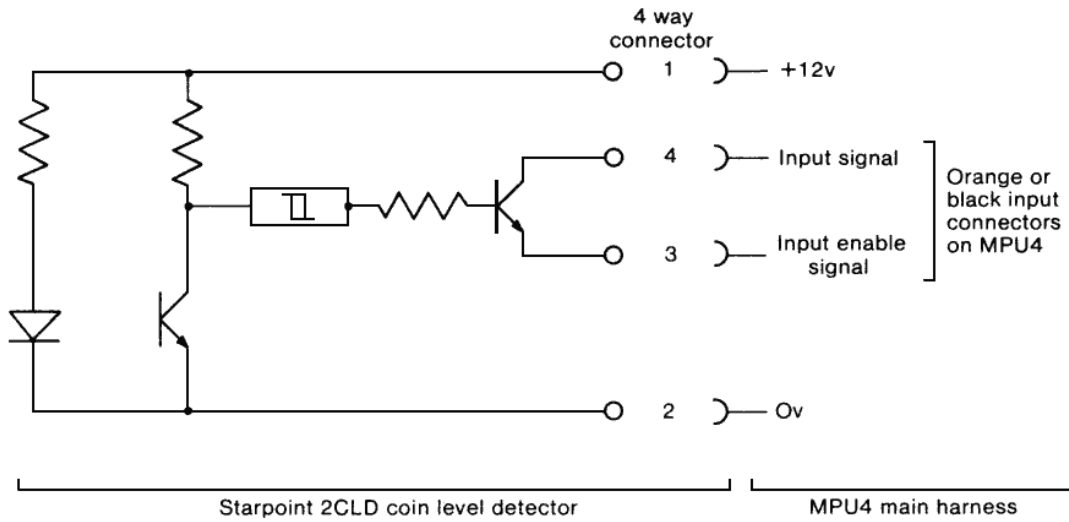 4 way
connector
1
+12v
4
Input signal
3
Input enable
signal
Orange or
black input
connectors
on MPU4
2
Ov
Starpoint 2CLD coin level detector
MPU4 main harness